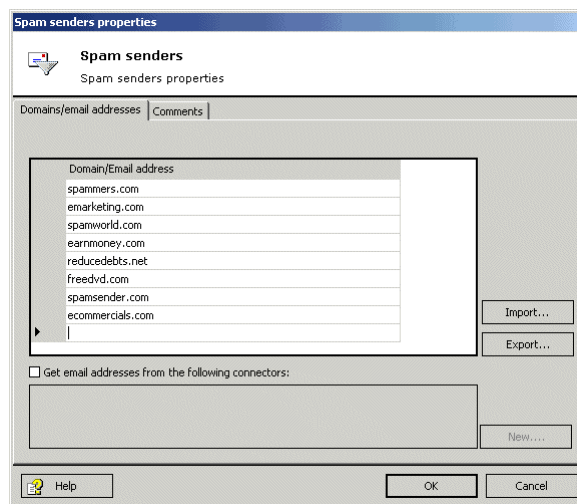 Spam senders properties
Spam senders
Spam senders properties
Domains/email addresses Comments
Domain/Email address
spammers.com
emarketing.com
spamworld.com
earnmoney.com
reducedebts.net
freedvd.com
spamsender.com
ecommercials.com
Import...
Export...
Get email addresses from the following connectors:
New....
Help OK Cancel